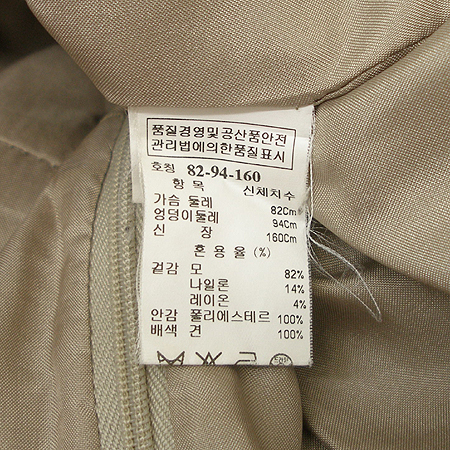 품질경영및공산품안전
관리법에의한품질표시
호칭 82-94-160
항 목 신체치수
가슴 둘레 82Cm
엉덩이둘레 94Cm
신 장 160Cm
혼 용 율 (%)
겉감 모 82%
나일론 14%
레이온 4%
안감 폴리에스테르 100%
배색 견 100%